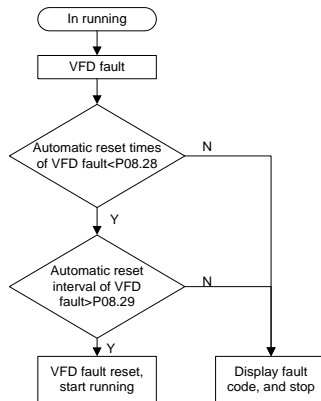 In running
VFD fault
Automatic reset times
of VFD fault<P08.28
N
Y
Automatic reset
interval of VFD
fault>P08.29
N
Y
VFD fault reset,
start running
Display fault
code, and stop